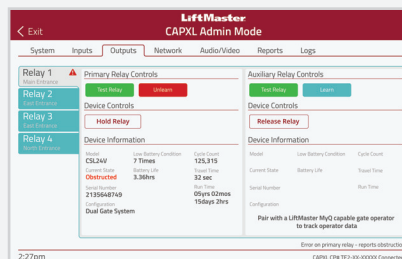 LiftMaster
< Exit
CAPXL Admin Mode
System Inputs Outputs Network Audio/Video Reports Logs
Relay 1
Main Entrance
Relay 2
East Entrance
Relay 3
East Entrance
Relay 4
North Entrance
Primary Relay Controls
Test Relay Unlearn
Device Controls
Hold Relay
Device Information
Model Low Battery Condition Cycle Count
CSL24V 7 Times 125,315
Current State Battery Life Travel Time
Obstructed 3.36hrs 32 sec
Serial Number Run Time
2135648749 05yrs 02mos
15days 2hrs
Configuration
Dual Gate System
Auxiliary Relay Controls
Test Relay Learn
Device Controls
Release Relay
Device Information
Model Low Battery Condition Cycle Count
Current State Battery Life Travel Time
Serial Number Run Time
Configuration
Pair with a LiftMaster MyQ capable gate operator
to track operator data
Error on primary relay - reports obstructio
2:27pm
CAPXL CP# TF2-XX-XXXXX Connected